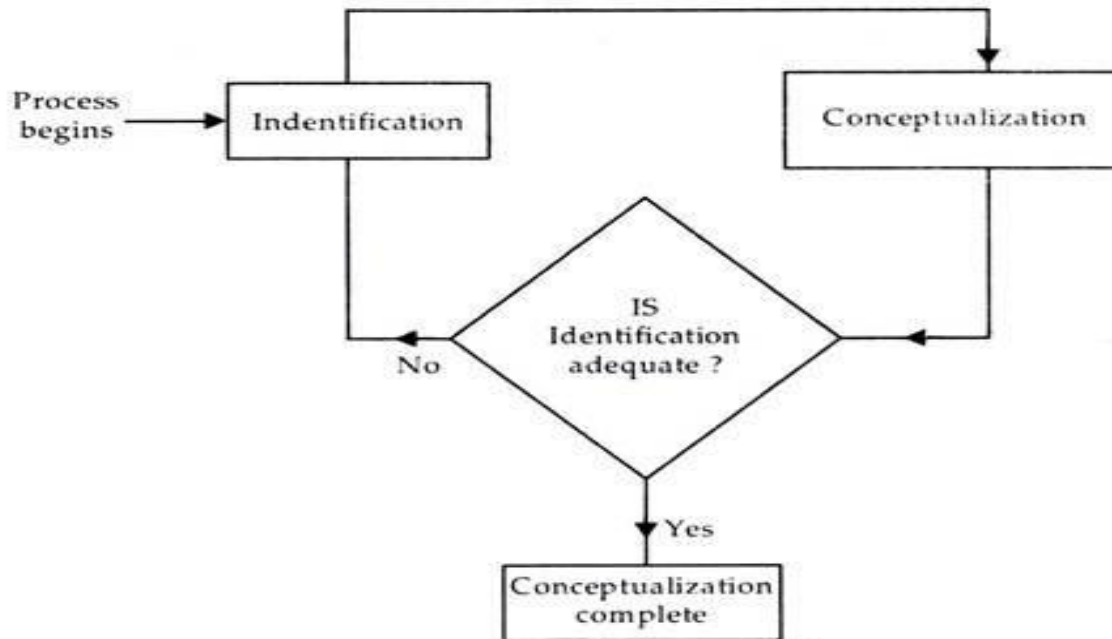 Process
begins
Indentification
Conceptualization
IS
Identification
adequate ?
No
Yes
Conceptualization
complete